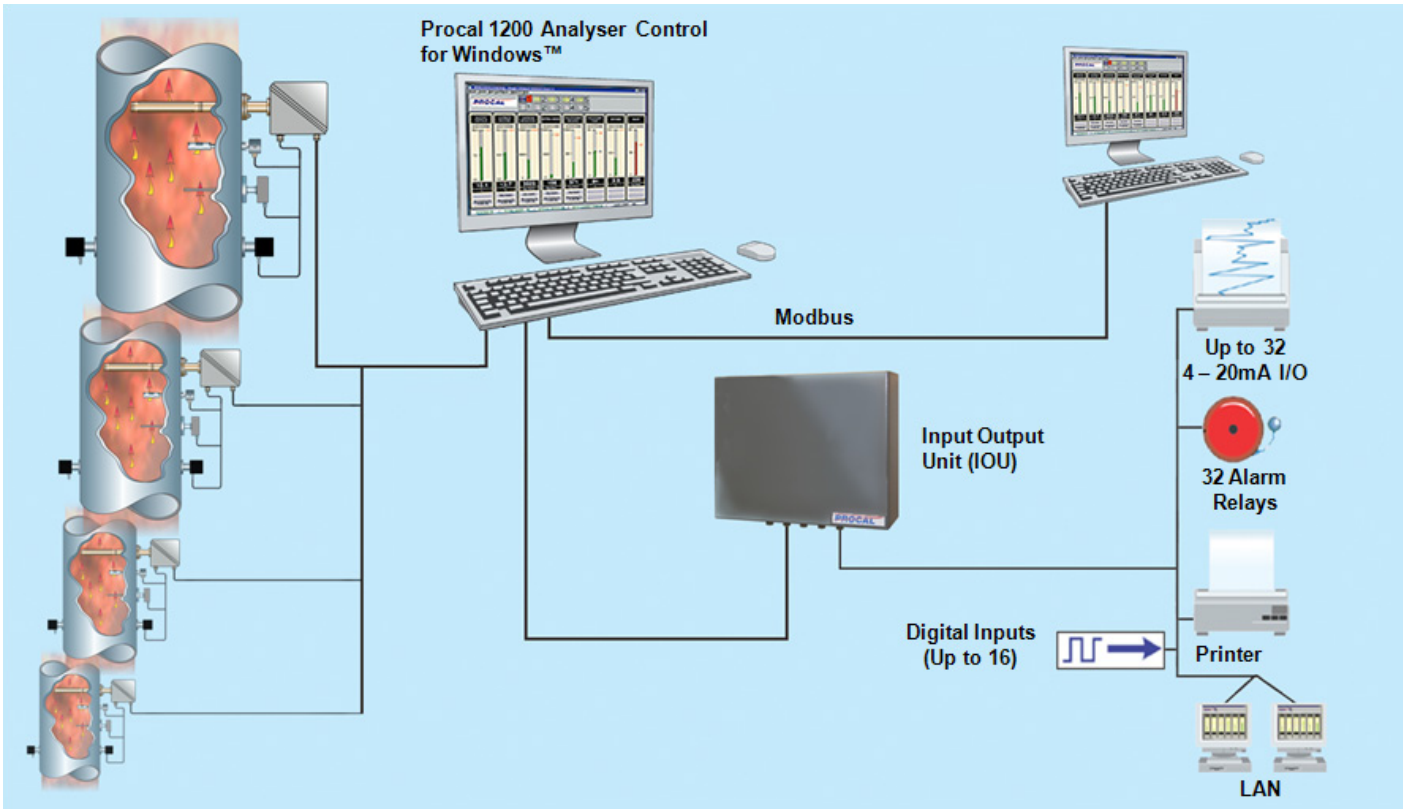 Procal 1200 Analyser Control
for Windows™
PROCAL
Modbus
Up to 32
4 – 20mA I/O
Input Output
Unit (IOU)
PROCAL
32 Alarm
Relays
Digital Inputs
(Up to 16)
Printer
LAN